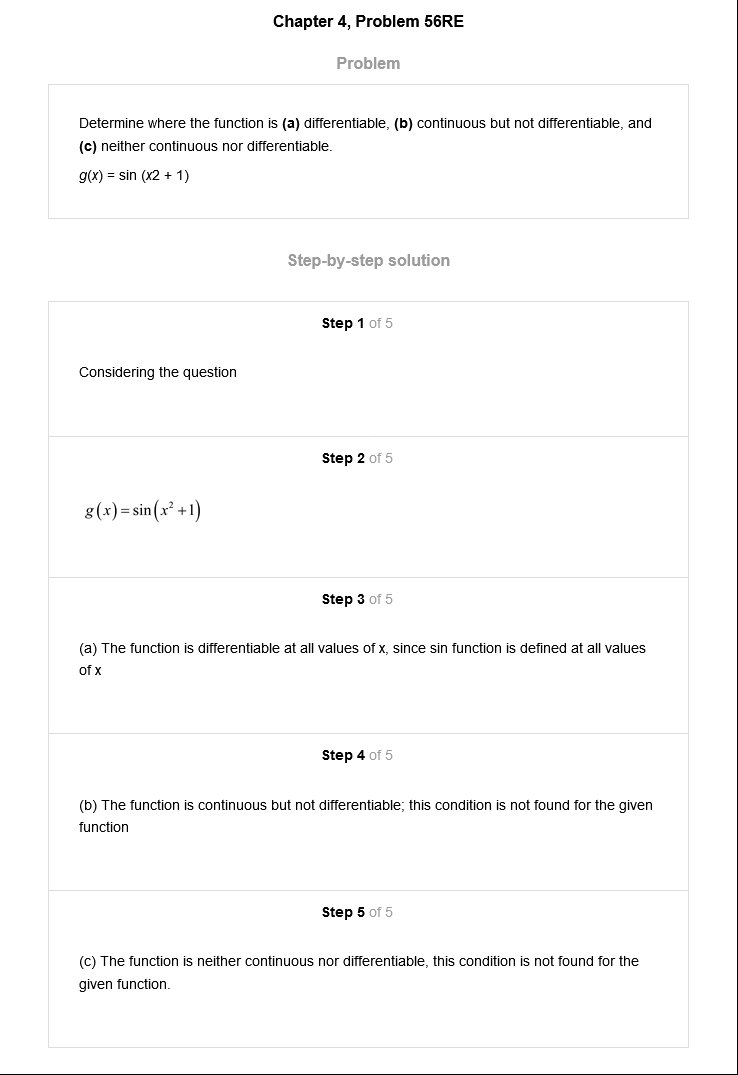 Chapter 4, Problem 56RE
Problem
Determine where the function is (a) differentiable, (b) continuous but not differentiable, and
(c) neither continuous nor differentiable.
g(x) = sin (x2 + 1)
Step-by-step solution
Step 1 of 5
Considering the question
Step 2 of 5
g(x)=sin(x²+1)
Step 3 of 5
(a) The function is differentiable at all values of x, since sin function is defined at all values
of x
Step 4 of 5
(b) The function is continuous but not differentiable; this condition is not found for the given
function
Step 5 of 5
(c) The function is neither continuous nor differentiable, this condition is not found for the
given function.